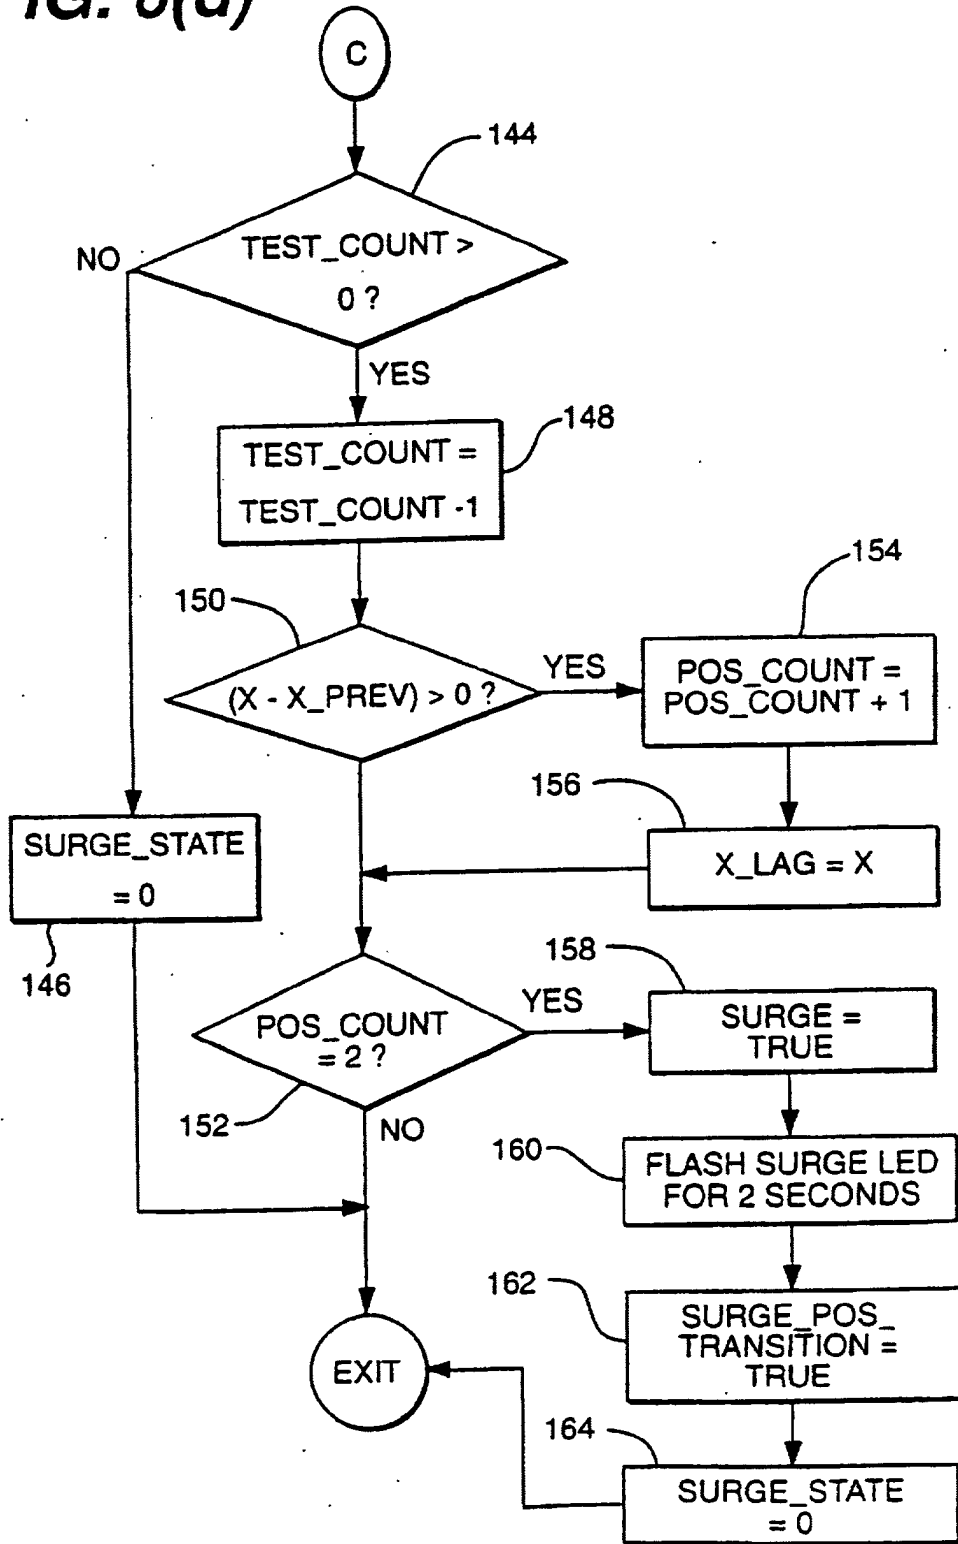 C
144
TEST_COUNT >
0 ?
NO
YES
148
TEST_COUNT =
TEST_COUNT -1
150
(X - X_PREV) > 0 ?
YES
154
POS_COUNT =
POS_COUNT + 1
156
X_LAG = X
SURGE_STATE
= 0
146
POS_COUNT
= 2 ?
152
YES
NO
158
SURGE =
TRUE
160
FLASH SURGE LED
FOR 2 SECONDS
162
SURGE_POS_
TRANSITION =
TRUE
EXIT
164
SURGE_STATE
= 0